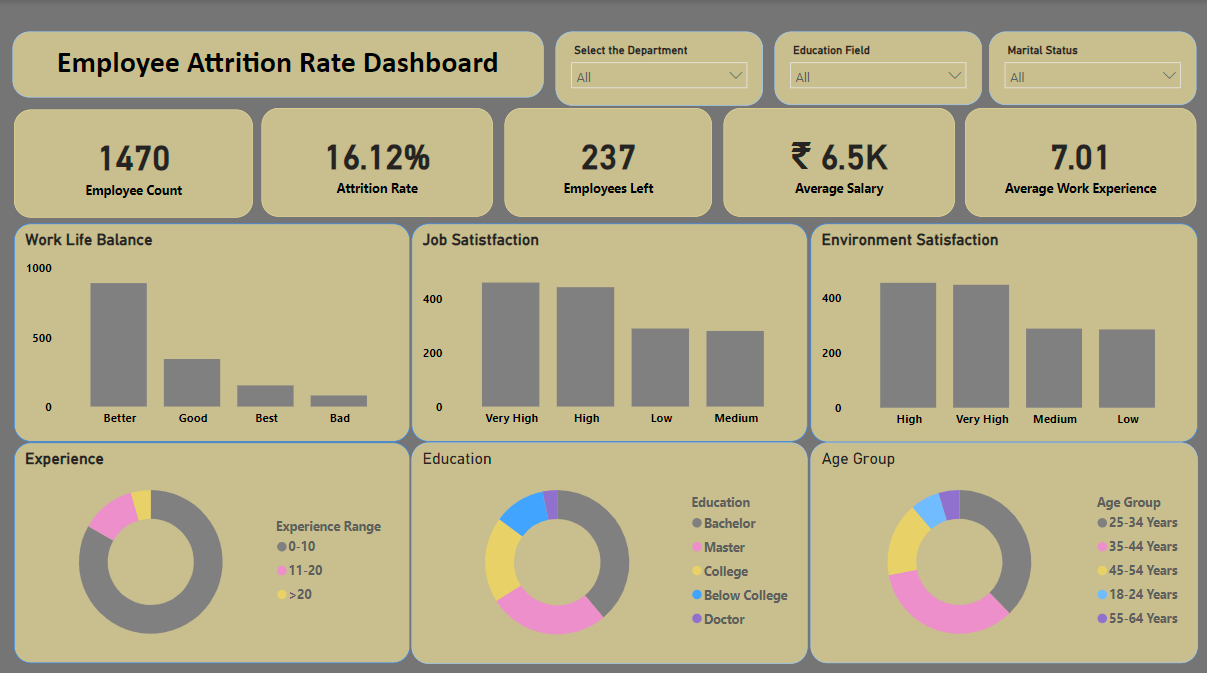 Employee Attrition Rate Dashboard
Select the Department
All
Education Field
All
Marital Status
All
1470
Employee Count
16.12%
Attrition Rate
237
Employees Left
₹ 6.5K
Average Salary
7.01
Average Work Experience
Work Life Balance
1000
500
0
Better Good Best Bad
Job Satistfaction
400
200
0
Very High High Low Medium
Environment Satisfaction
400
200
0
High Very High Medium Low
Experience
Experience Range
0-10
11-20
>20
Education
Education
Bachelor
Master
College
Below College
Doctor
Age Group
Age Group
25-34 Years
35-44 Years
45-54 Years
18-24 Years
55-64 Years